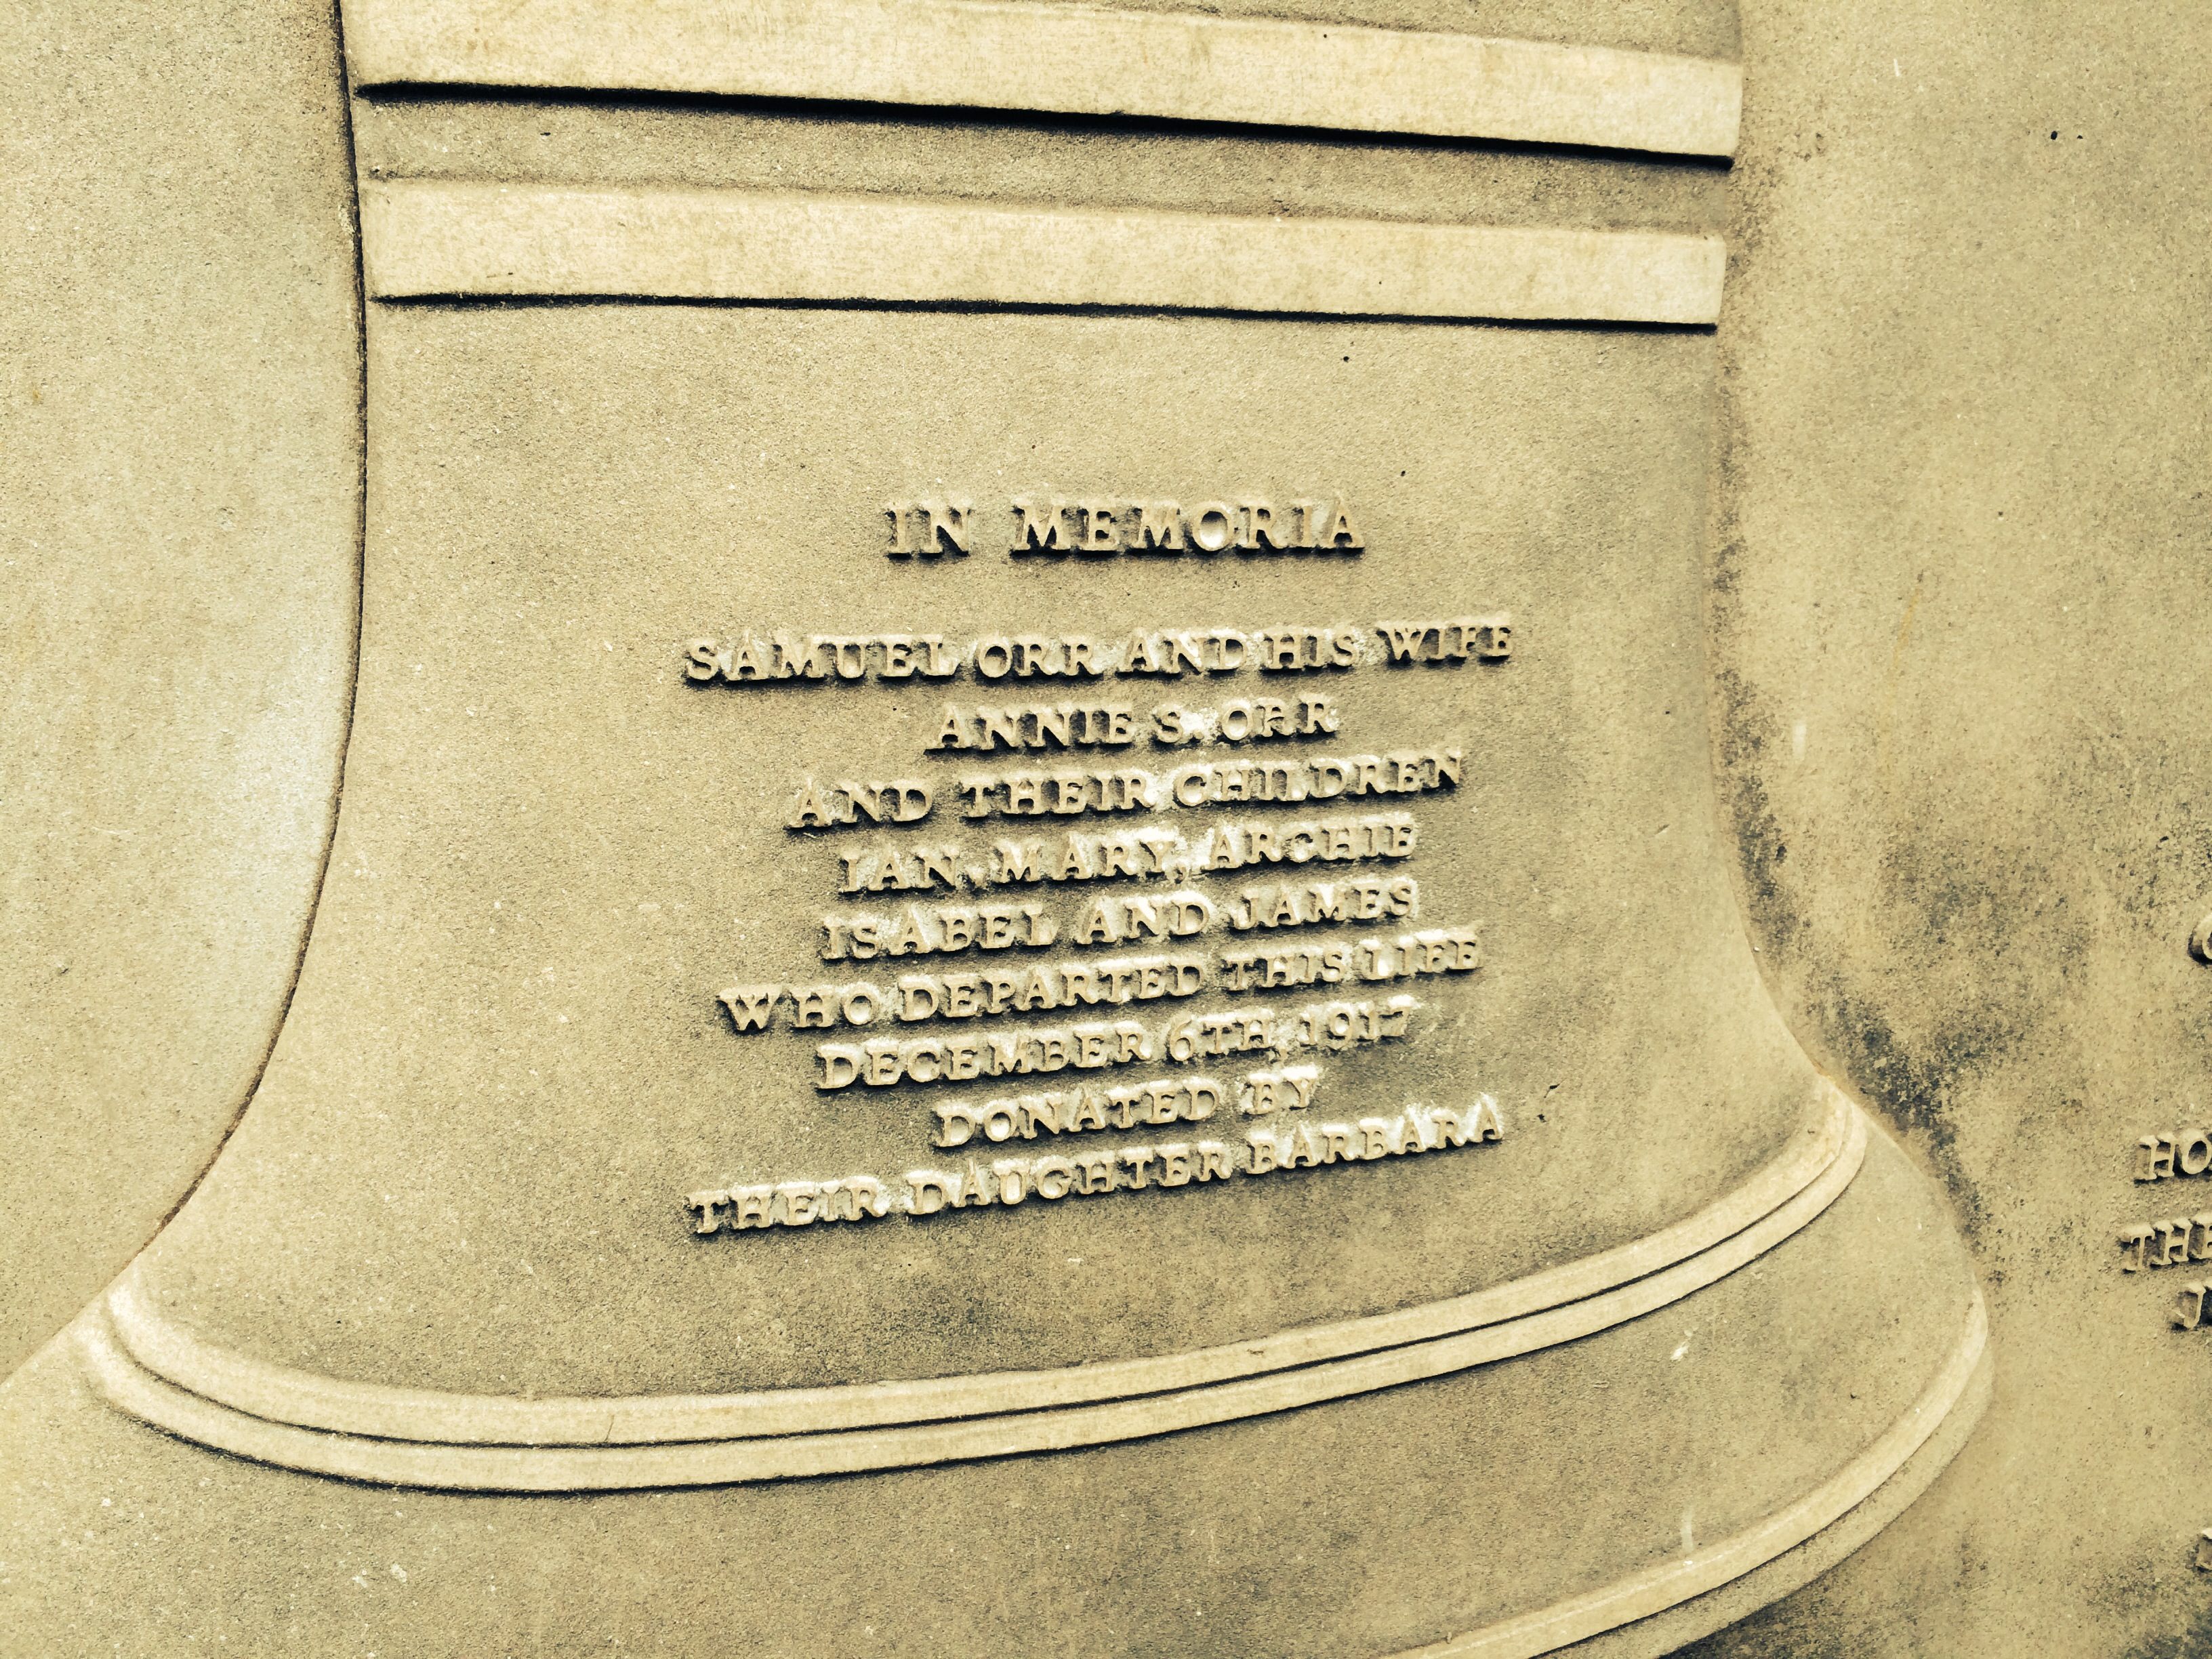 IN MEMORIA
SAMUEL ORR AND HIS WIFE
ANNIE S. ORR
AND THEIR CHILDREN
IAN, MARY, ARCHIE
ISABEL AND JAMES
WHO DEPARTED THIS LIFE
DECEMBER 6TH, 1917
DONATED BY
THEIR DAUGHTER BARBARA